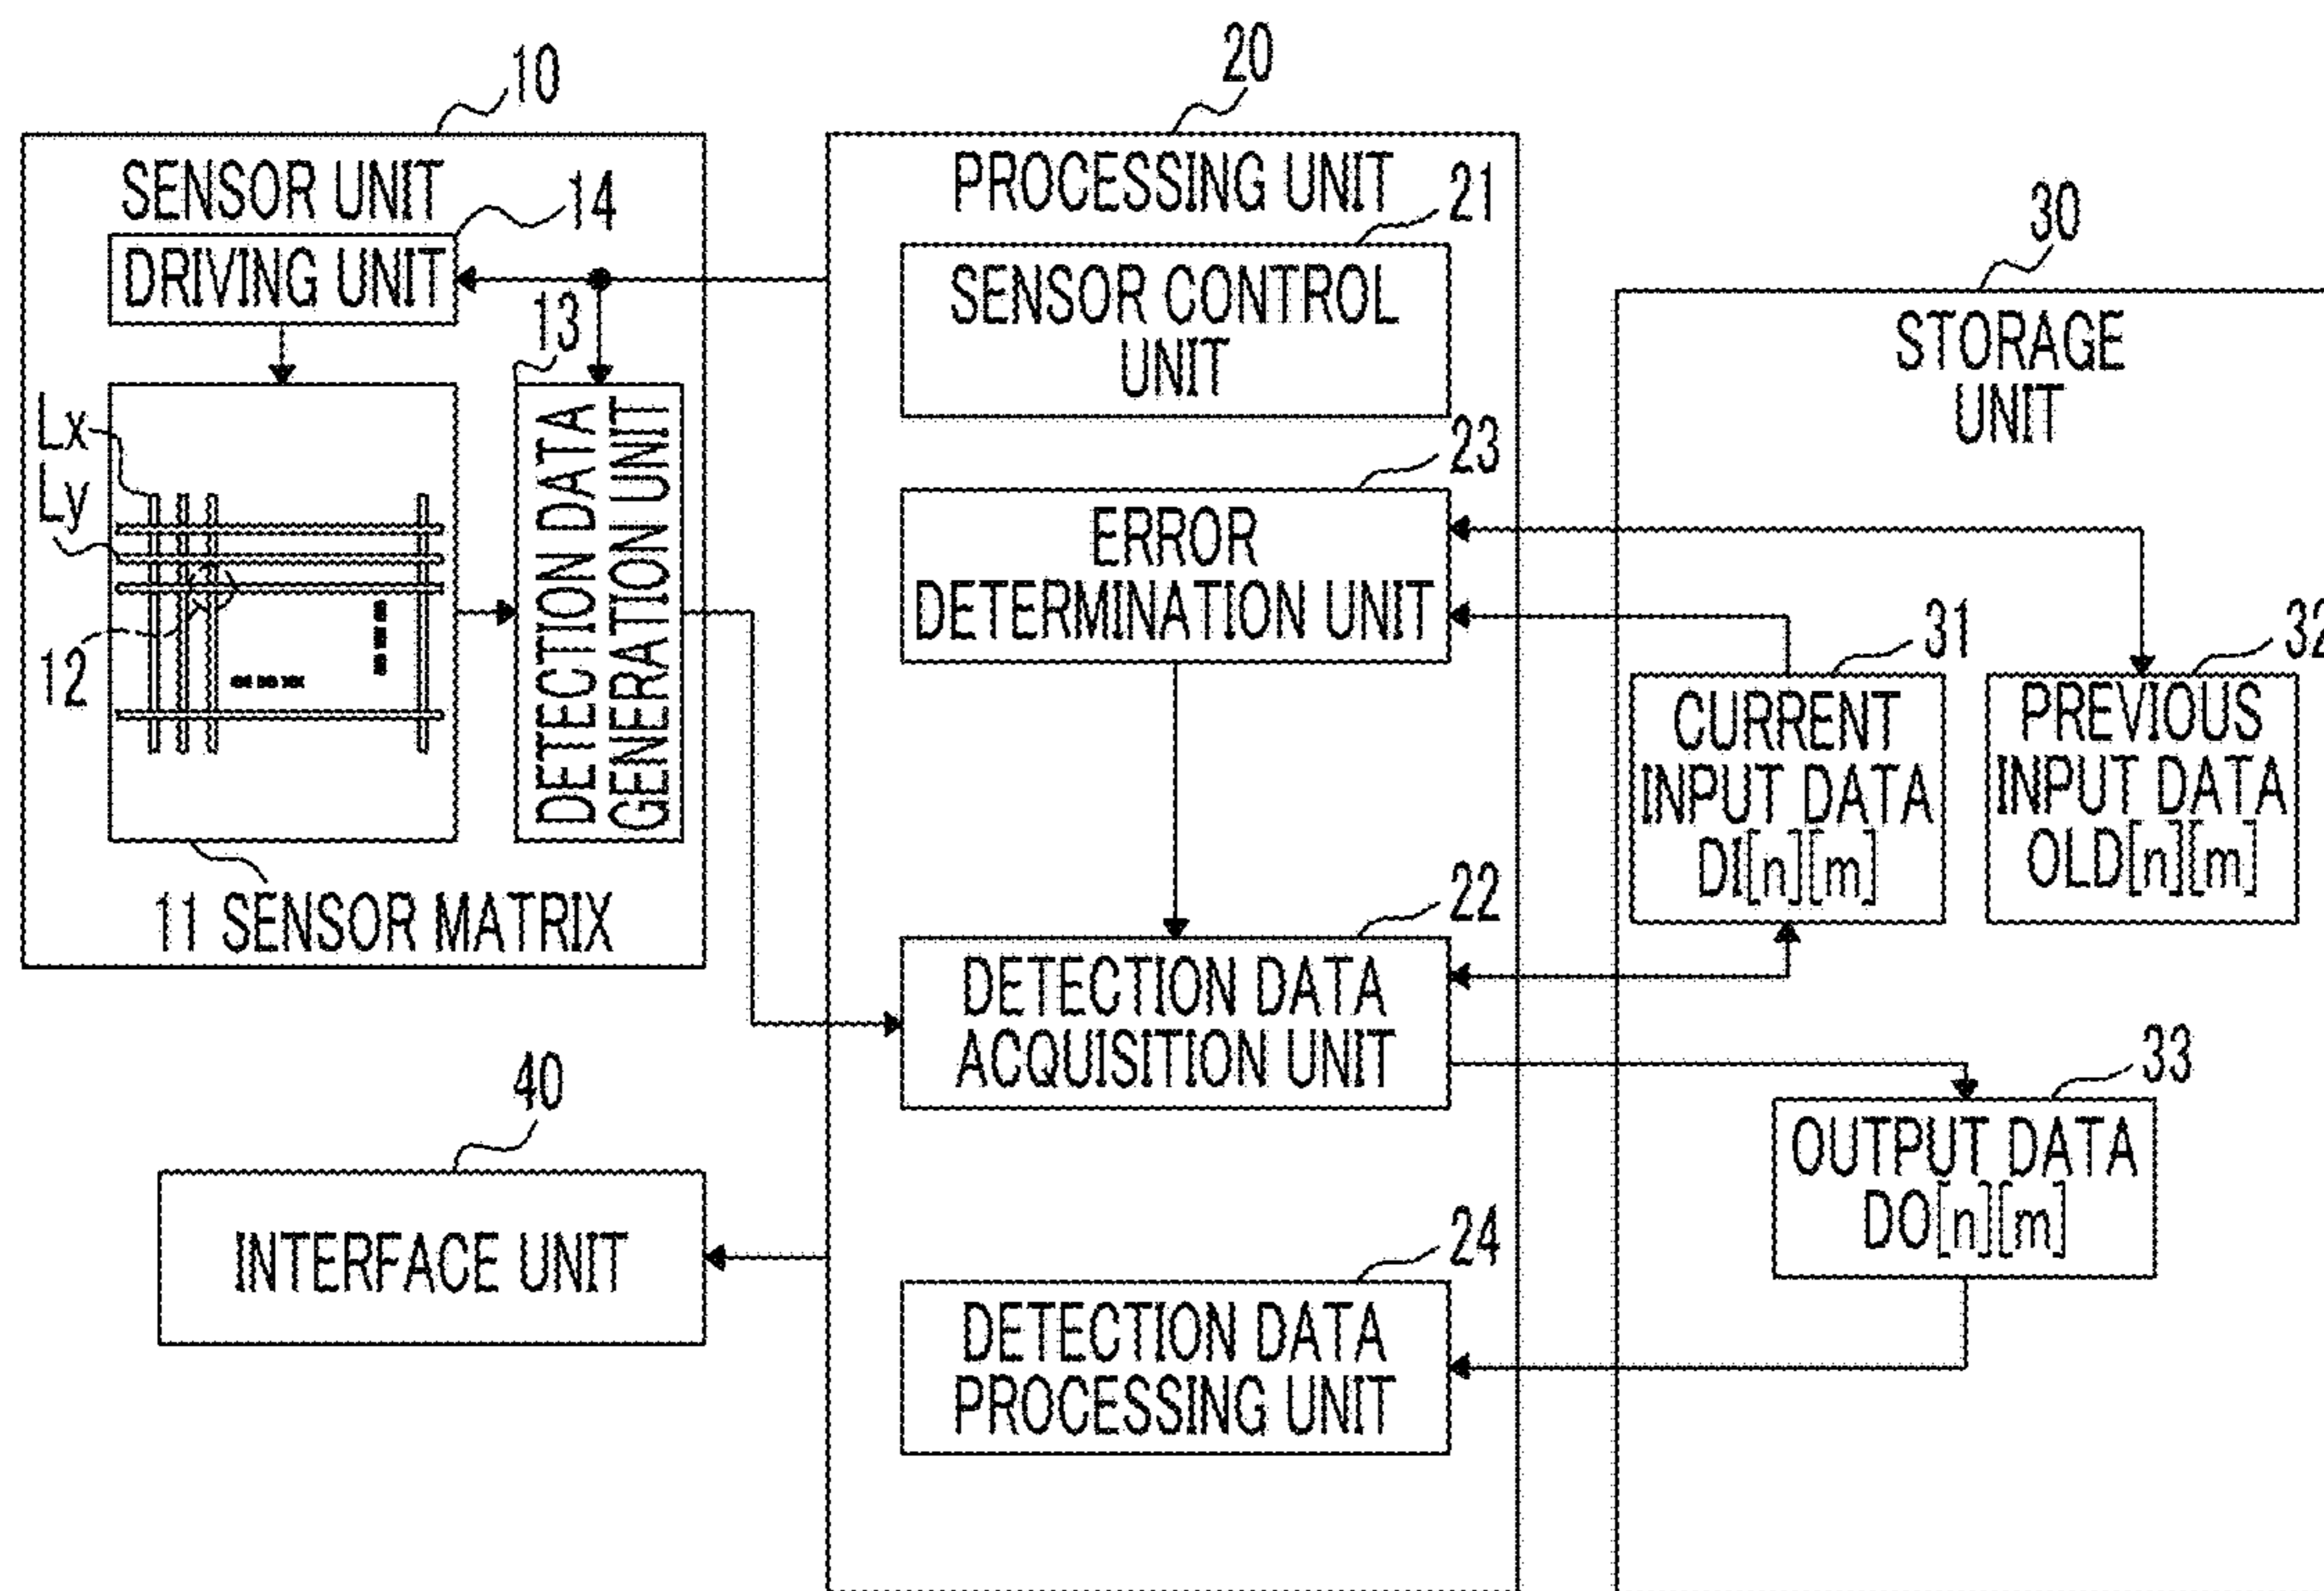 10
SENSOR UNIT
14
DRIVING UNIT
13
Lx
Ly
12
DETECTION DATA
GENERATION UNIT
11 SENSOR MATRIX
40
INTERFACE UNIT
20
PROCESSING UNIT
21
SENSOR CONTROL
UNIT
23
ERROR
DETERMINATION UNIT
22
DETECTION DATA
ACQUISITION UNIT
24
DETECTION DATA
PROCESSING UNIT
30
STORAGE
UNIT
31
CURRENT
INPUT DATA
DI[n][m]
32
PREVIOUS
INPUT DATA
OLD[n][m]
33
OUTPUT DATA
DO[n][m]